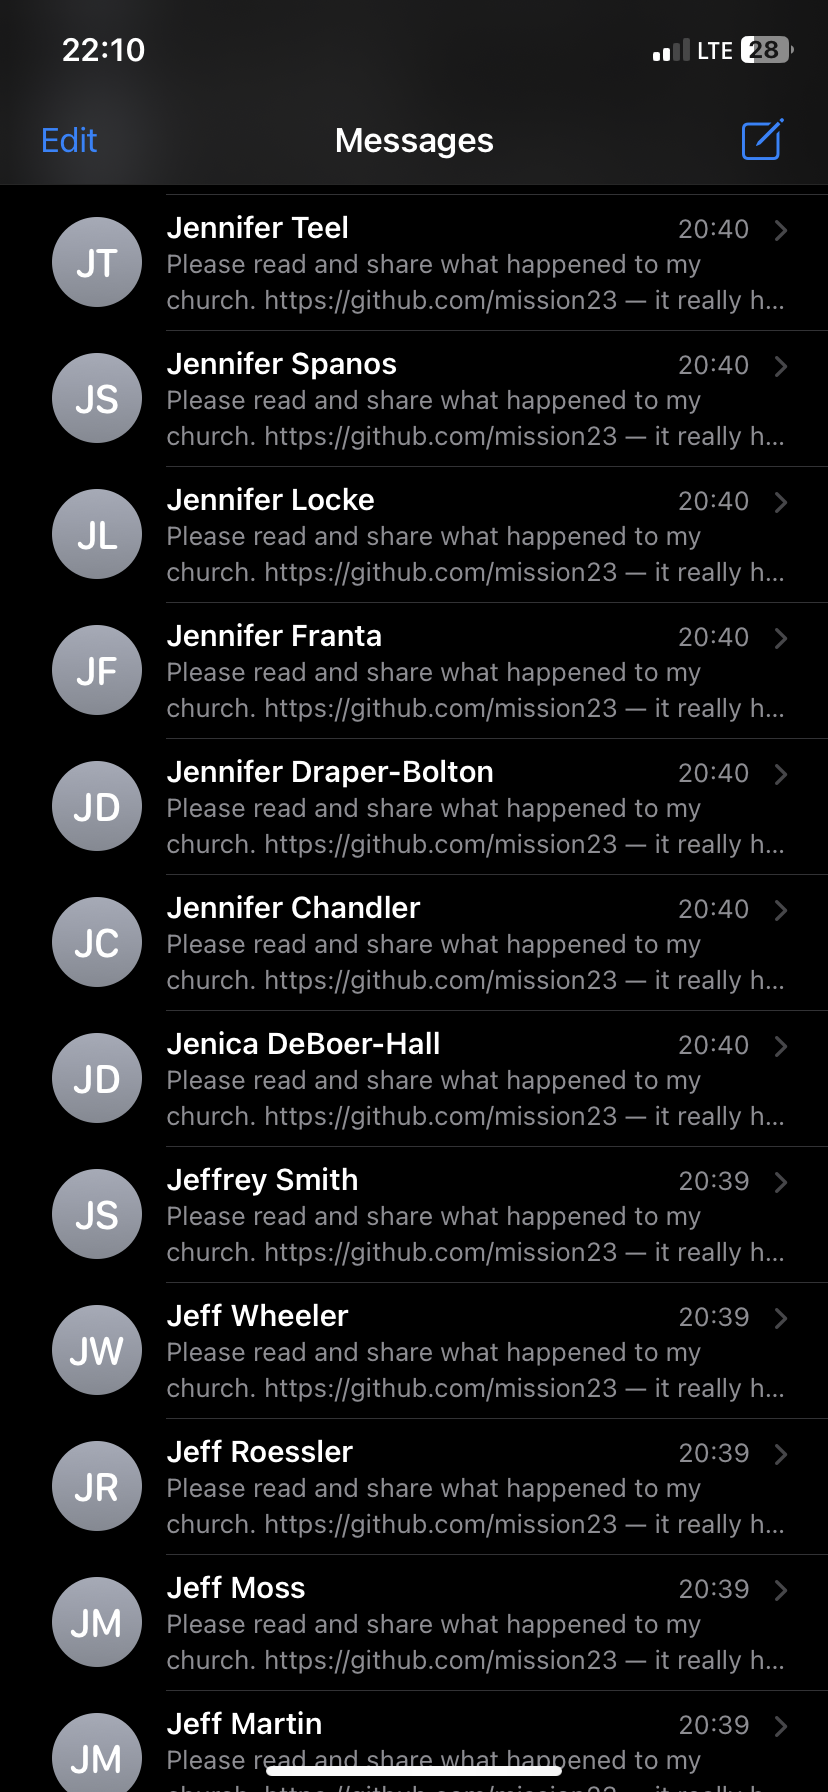 22:10
LTE 28
Edit
Messages
Jennifer Teel 20:40
JT
Please read and share what happened to my
church. https://github.com/mission23 — it really h...
Jennifer Spanos 20:40
JS
Please read and share what happened to my
church. https://github.com/mission23 — it really h...
Jennifer Locke 20:40
JL
Please read and share what happened to my
church. https://github.com/mission23 — it really h...
Jennifer Franta 20:40
JF
Please read and share what happened to my
church. https://github.com/mission23 — it really h...
Jennifer Draper-Bolton 20:40
JD
Please read and share what happened to my
church. https://github.com/mission23 — it really h...
Jennifer Chandler 20:40
JC
Please read and share what happened to my
church. https://github.com/mission23 — it really h...
Jenica DeBoer-Hall 20:40
JD
Please read and share what happened to my
church. https://github.com/mission23 — it really h...
Jeffrey Smith 20:39
JS
Please read and share what happened to my
church. https://github.com/mission23 — it really h...
Jeff Wheeler 20:39
JW
Please read and share what happened to my
church. https://github.com/mission23 — it really h...
Jeff Roessler 20:39
JR
Please read and share what happened to my
church. https://github.com/mission23 — it really h...
Jeff Moss 20:39
JM
Please read and share what happened to my
church. https://github.com/mission23 — it really h...
Jeff Martin 20:39
JM
Please read and share what happened to my